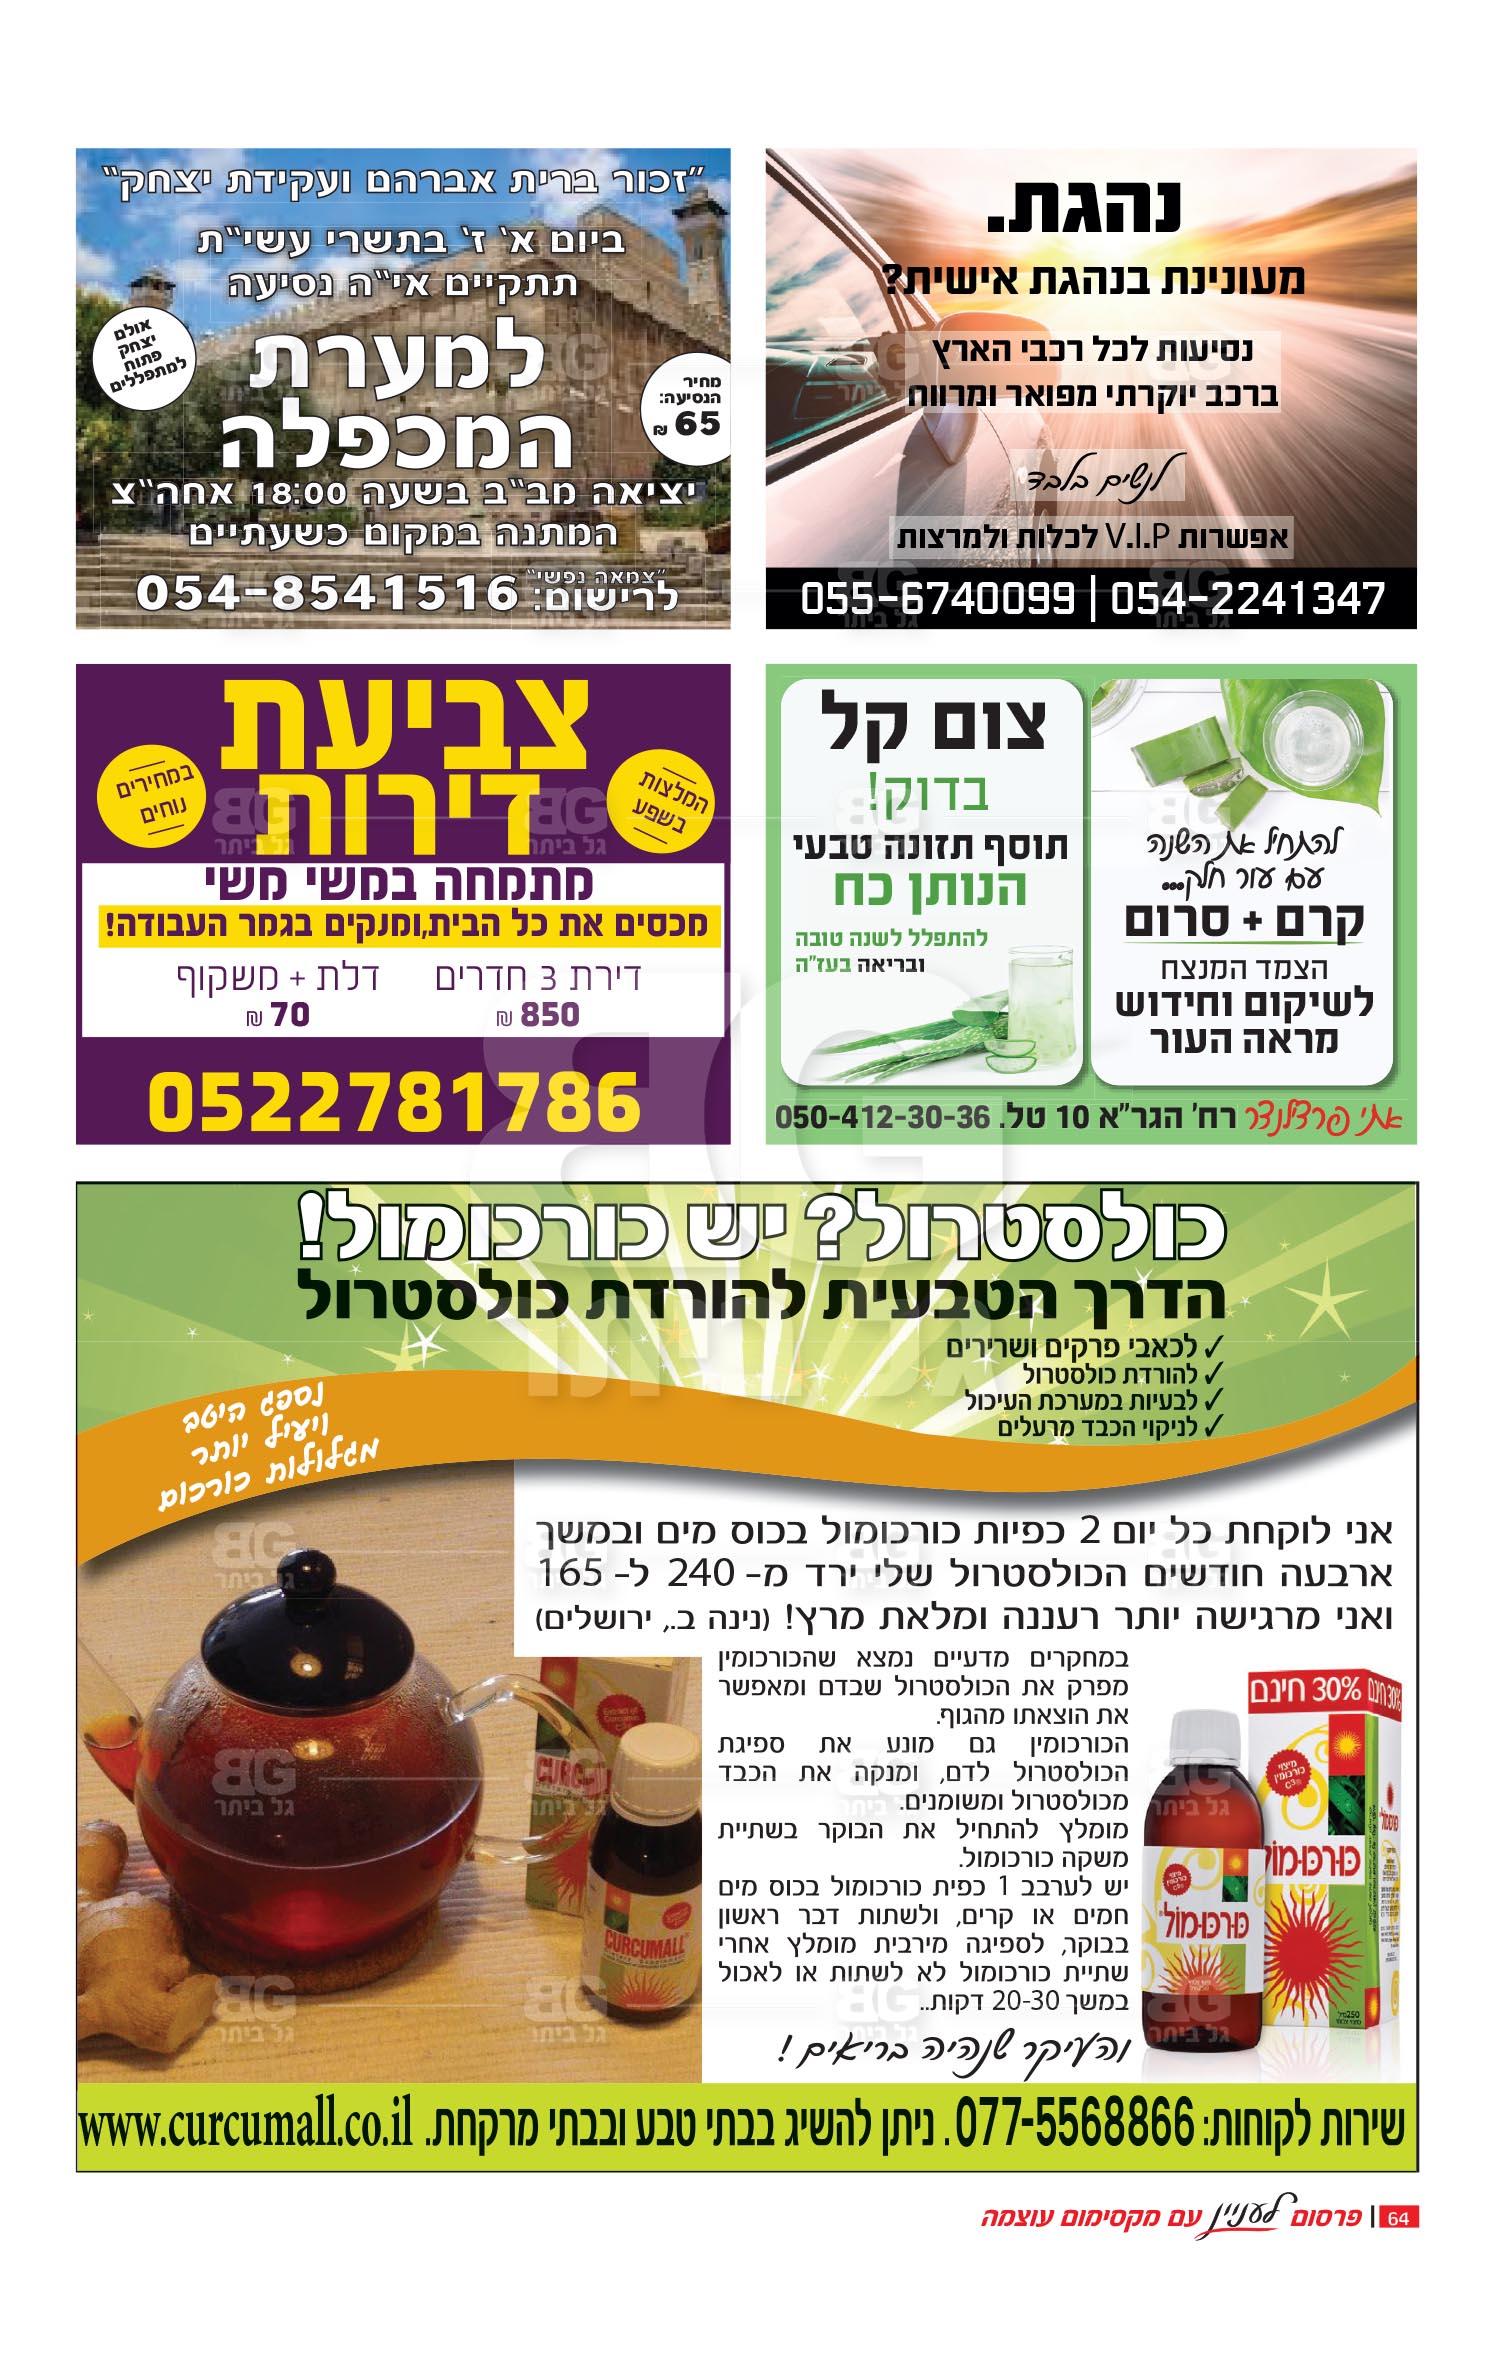 נהגת.
מעונינת בנהגת אישית?
נסיעות לכל רכבי הארץ
ברכב יוקרתי מפואר ומרווח
לנשים בלבד
אפשרות V.I.P לכלות ולמרצות
055-6740099 | 054-2241347
"זכור ברית אברהם ועקידת יצחק"
ביום א' ז' בתשרי עשי"ת
תתקיים אי"ה נסיעה
למערת
המכפלה
אולם
יצחק
פתוח
למתפללים
מחיר
הנסיעה:
65 ₪
יציאה מב"ב בשעה 18:00 אחה"צ
המתנה במקום כשעתיים
"צמאה נפשי"
לרישום: 054-8541516
להתחיל את השנה
עם עור חלק...
קרם + סרום
הצמד המנצח
לשיקום וחידוש
מראה העור
צום קל
בדוק!
תוסף תזונה טבעי
הנותן כח
להתפלל לשנה טובה
ובריאה בעז"ה
אתי פרצילנדר רח' הגר"א 10 טל. 050-412-30-36
צביעת
דירות
המלצות
בשפע
במחירים
נוחים
מתמחה במשי משי
מכסים את כל הבית,ומנקים בגמר העבודה!
דירת 3 חדרים
850 ₪
דלת + משקוף
70 ₪
0522781786
כולסטרול? יש כורכומול!
הדרך הטבעית להורדת כולסטרול
✓ לכאבי פרקים ושרירים
✓ להורדת כולסטרול
✓ לבעיות במערכת העיכול
✓ לניקוי הכבד מרעלים
נספג היטב
ויעיל יותר
מגלולות כורכום
אני לוקחת כל יום 2 כפיות כורכומול בכוס מים ובמשך
ארבעה חודשים הכולסטרול שלי ירד מ- 240 ל- 165
ואני מרגישה יותר רעננה ומלאת מרץ! (נינה ב., ירושלים)
במחקרים מדעיים נמצא שהכורכומין
מפרק את הכולסטרול שבדם ומאפשר
את הוצאתו מהגוף.
הכורכומין גם מונע את ספיגת
הכולסטרול לדם, ומנקה את הכבד
מכולסטרול ומשומנים.
מומלץ להתחיל את הבוקר בשתיית
משקה כורכומול.
יש לערבב 1 כפית כורכומול בכוס מים
חמים או קרים, ולשתות דבר ראשון
בבוקר, לספיגה מירבית מומלץ אחרי
שתיית כורכומול לא לשתות או לאכול
במשך 20-30 דקות..
והעיקר שנהיה בריאים !
30% חינם
30% חינם
מיצוי
כורכומין
C³®
כורכומול
כורכומול
250מ"ל
CURCUMALL
שירות לקוחות: 077-5568866. ניתן להשיג בבתי טבע ובבתי מרקחת. www.curcumall.co.il
64 | פרסום לעניין עם מקסימום עוצמה
BG
גל ביתר